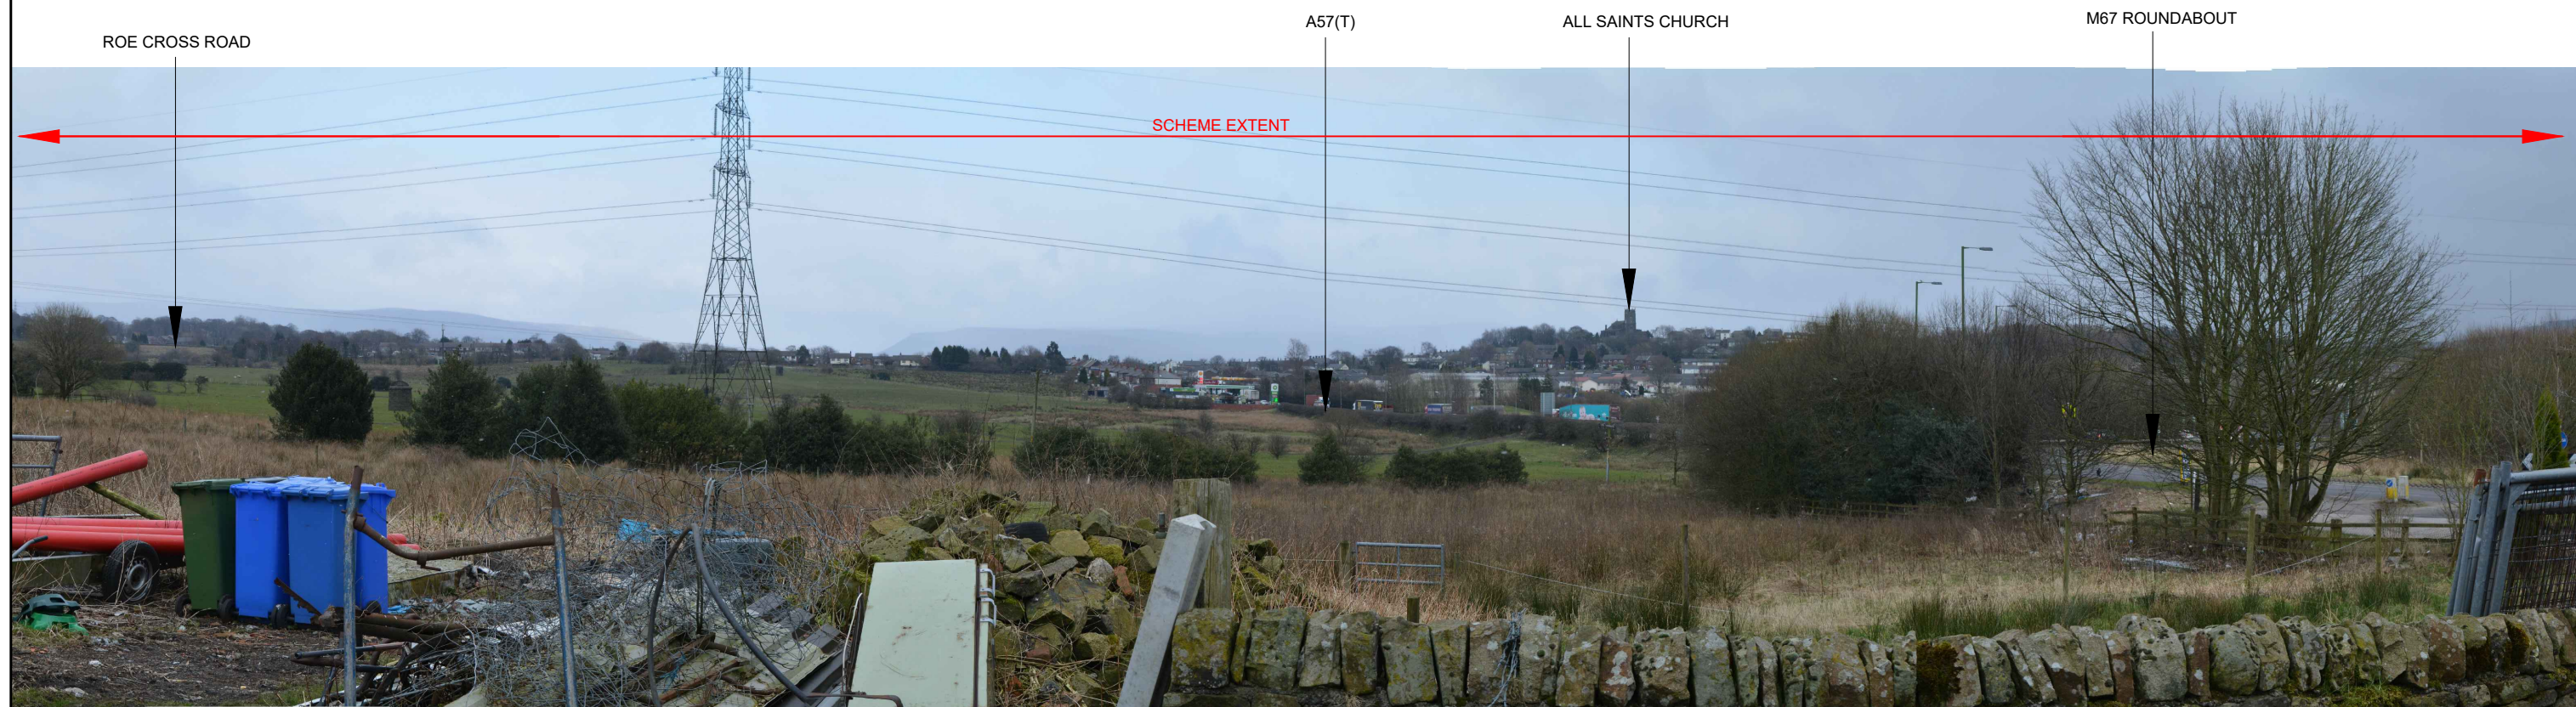 ROE CROSS ROAD
A57(T)
ALL SAINTS CHURCH
M67 ROUNDABOUT
SCHEME EXTENT